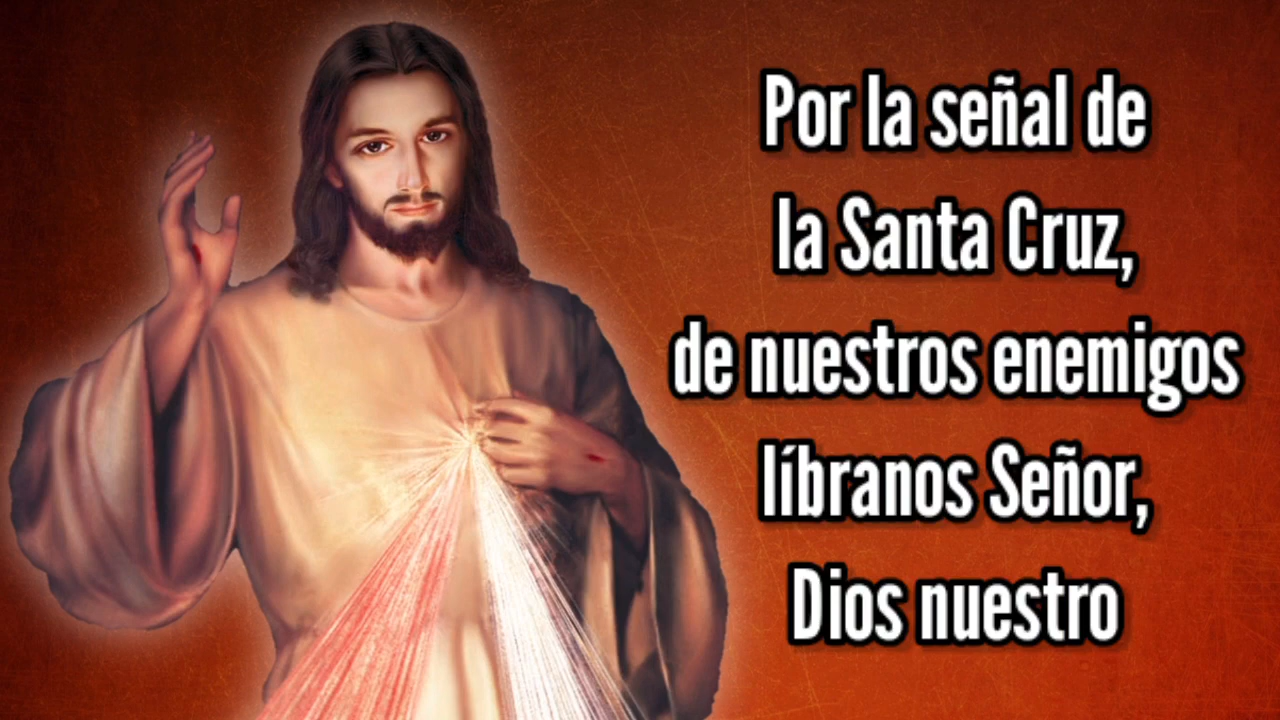 Por la señal de
la Santa Cruz,
de nuestros enemigos
líbranos Señor,
Dios nuestro